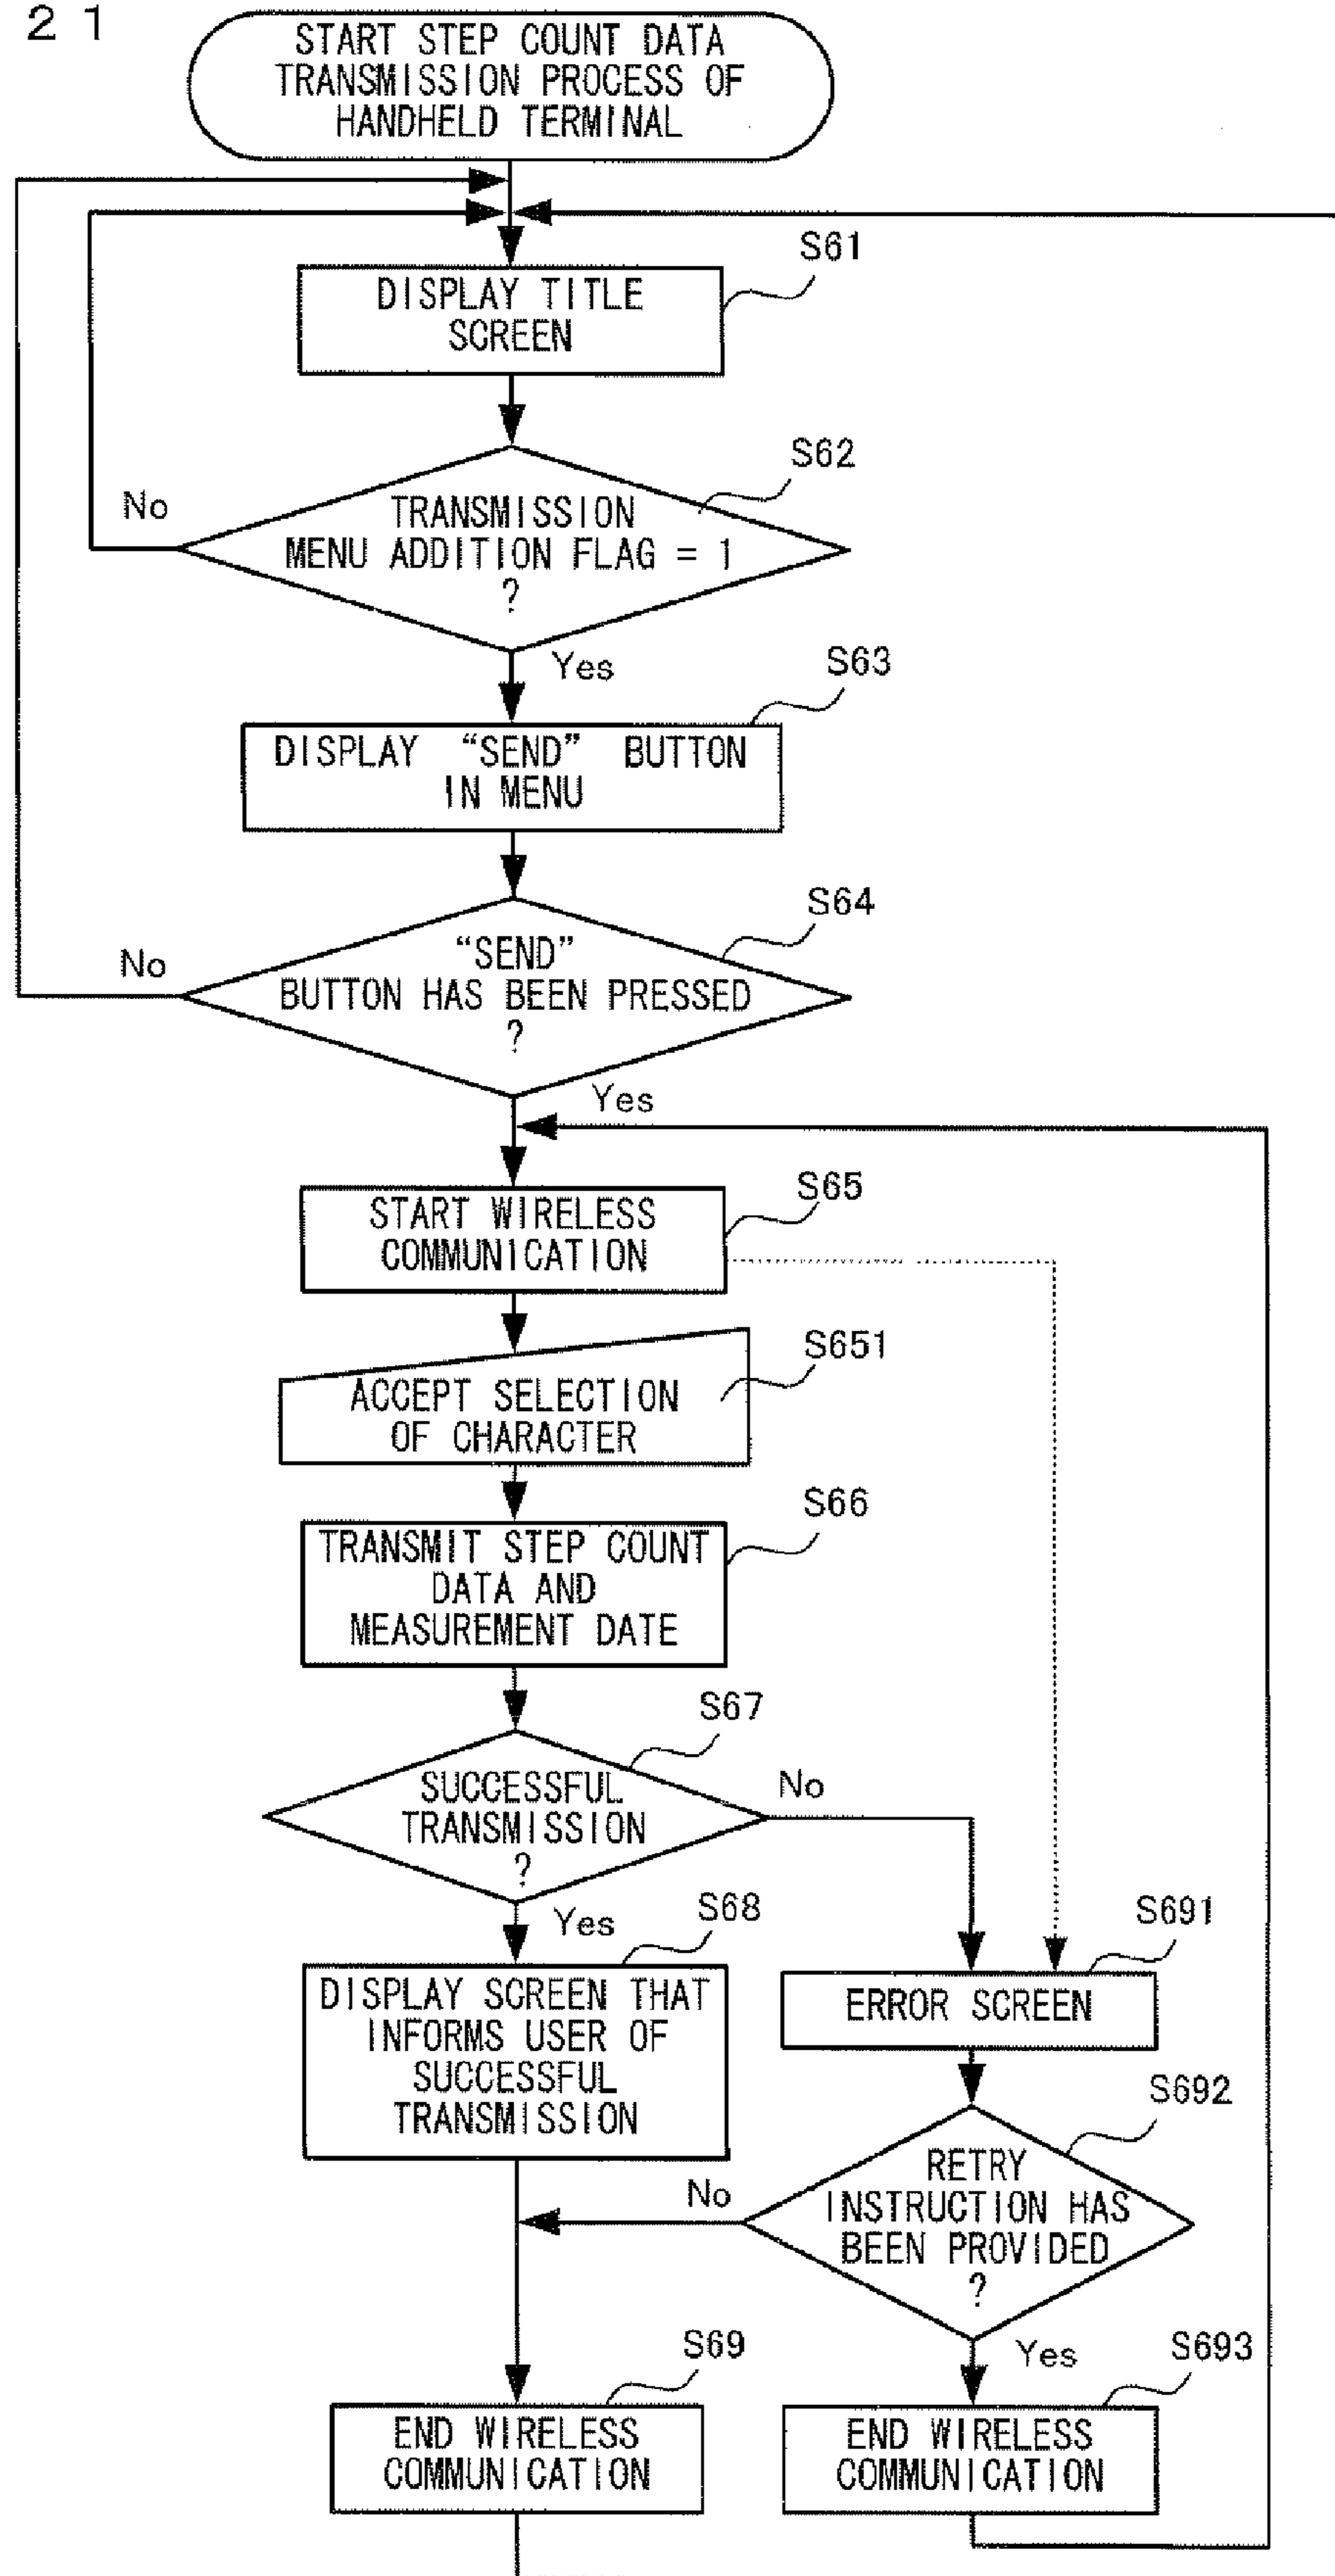 ２１
START STEP COUNT DATA
TRANSMISSION PROCESS OF
HANDHELD TERMINAL
S61
DISPLAY TITLE
SCREEN
S62
No
TRANSMISSION
MENU ADDITION FLAG = 1
?
Yes
S63
DISPLAY “SEND” BUTTON
IN MENU
S64
No
“SEND”
BUTTON HAS BEEN PRESSED
?
Yes
S65
START WIRELESS
COMMUNICATION
S651
ACCEPT SELECTION
OF CHARACTER
S66
TRANSMIT STEP COUNT
DATA AND
MEASUREMENT DATE
S67
SUCCESSFUL
TRANSMISSION
?
No
Yes
S68
DISPLAY SCREEN THAT
INFORMS USER OF
SUCCESSFUL
TRANSMISSION
S691
ERROR SCREEN
S692
No
RETRY
INSTRUCTION HAS
BEEN PROVIDED
?
Yes
S69
END WIRELESS
COMMUNICATION
S693
END WIRELESS
COMMUNICATION